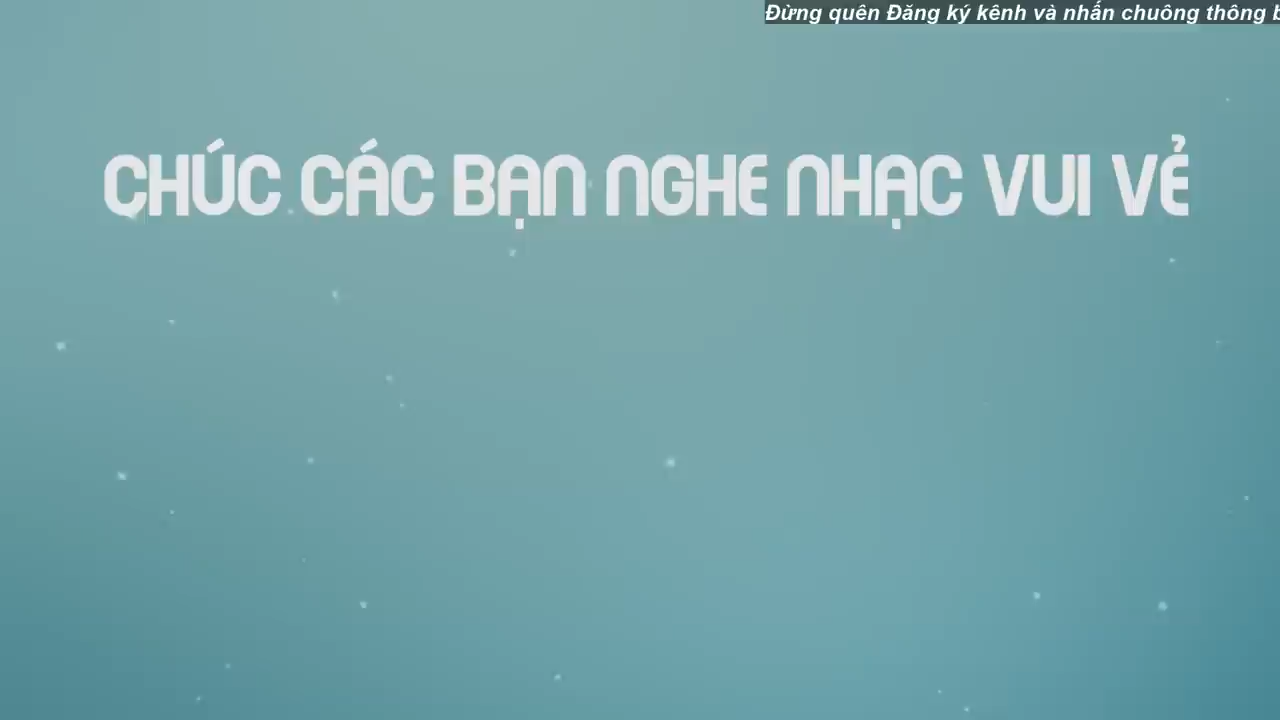 Đừng quên Đăng ký kênh và nhấn chuông thông
CHÚC CÁC BẠN NGHE NHẠC VUI VẺ